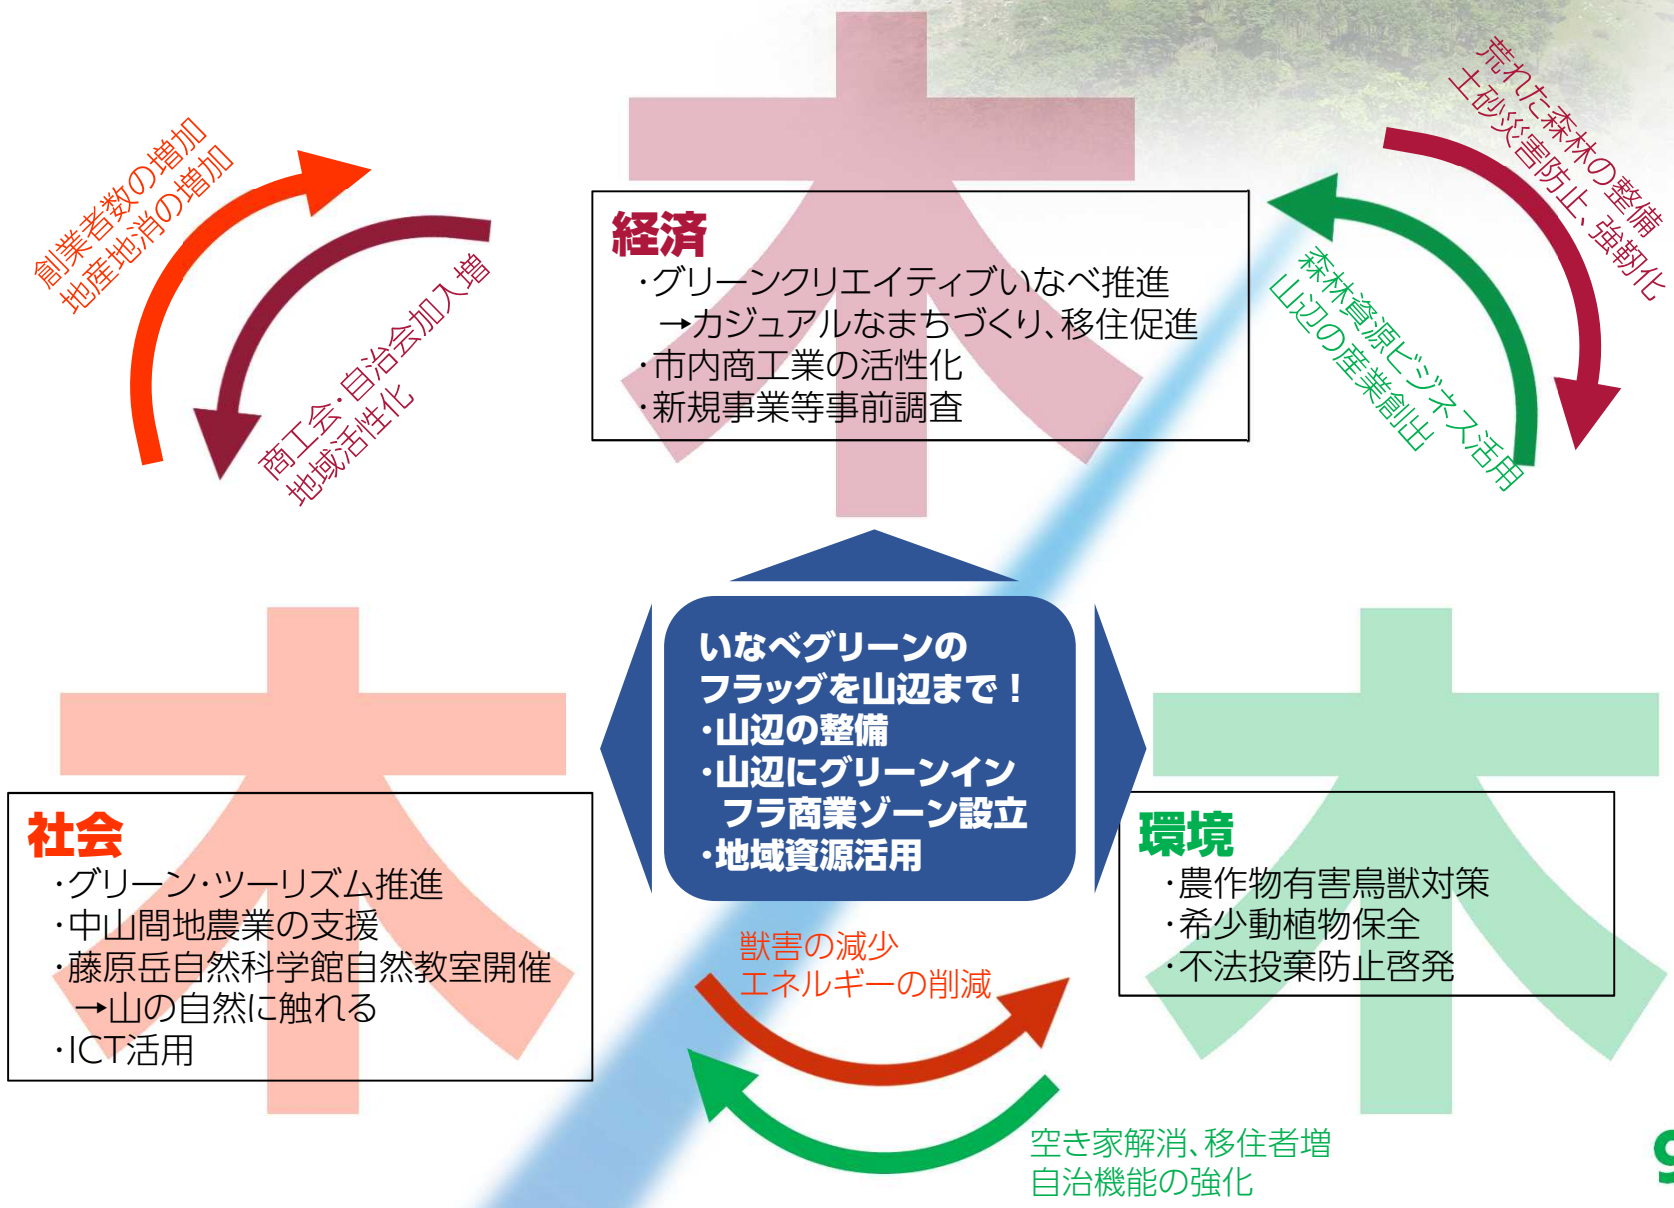 木
創業者数の増加
地産地消の増加
商工会・自治会加入増
地域活性化
経済
・グリーンクリエイティブいなべ推進
→カジュアルなまちづくり、移住促進
・市内商工業の活性化
・新規事業等事前調査
荒れた森林の整備
土砂災害防止、強靭化
森林資源ビジネス活用
山辺の産業創出
いなべグリーンの
フラッグを山辺まで！
・山辺の整備
・山辺にグリーンイン
フラ商業ゾーン設立
・地域資源活用
木
社会
・グリーン・ツーリズム推進
・中山間地農業の支援
・藤原岳自然科学館自然教室開催
→山の自然に触れる
・ICT活用
木
環境
・農作物有害鳥獣対策
・希少動植物保全
・不法投棄防止啓発
獣害の減少
エネルギーの削減
空き家解消、移住者増
自治機能の強化
9